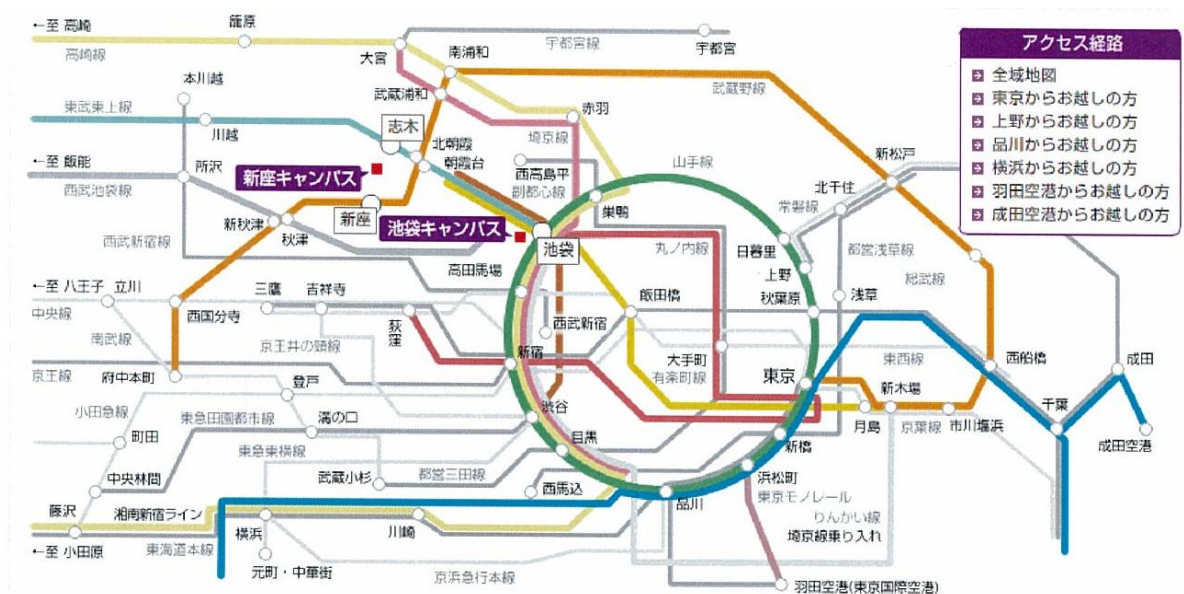 ←至 高崎
籠原
高崎線
大宮
南浦和
宇都宮線
宇都宮
アクセス経路
全域地図
東京からお越しの方
上野からお越しの方
品川からお越しの方
横浜からお越しの方
羽田空港からお越しの方
成田空港からお越しの方
本川越
武蔵浦和
赤羽
武蔵野線
東武東上線
川越
志木
北朝霞
朝霞台
埼京線
山手線
新松戸
←至 飯能
所沢
新座キャンパス
西高島平
副都心線
北千住
西武池袋線
新座
巣鴨
常磐線
新秋津
秋津
池袋キャンパス
池袋
丸ノ内線
日暮里
都営浅草線
総武線
西武新宿線
高田馬場
上野
←至 八王子
立川
三鷹
吉祥寺
飯田橋
秋葉原
浅草
中央線
西国分寺
荻窪
西武新宿
南武線
京王井の頭線
新宿
大手町
東西線
西船橋
成田
京王線
府中本町
有楽町線
東京
新木場
登戸
小田急線
東急田園都市線
溝の口
渋谷
月島
京葉線
市川塩浜
千葉
成田空港
町田
東急東横線
目黒
新橋
中央林間
武蔵小杉
都営三田線
西馬込
浜松町
藤沢
湘南新宿ライン
品川
東京モノレール
りんかい線
埼京線乗り入れ
←至 小田原
東海道本線
横浜
川崎
元町・中華街
京浜急行本線
羽田空港(東京国際空港)